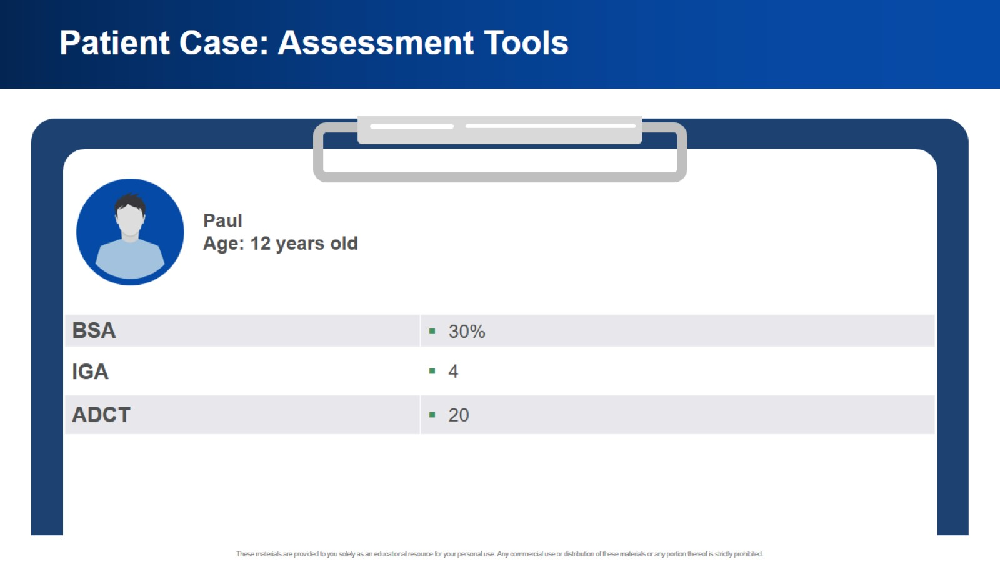 Patient Case: Assessment Tools
Paul
Age: 12 years old
BSA
▪ 30%
IGA
▪ 4
ADCT
▪ 20
These materials are provided to you solely as an educational resource for your personal use. Any commercial use or distribution of these materials or any portion thereof is strictly prohibited.